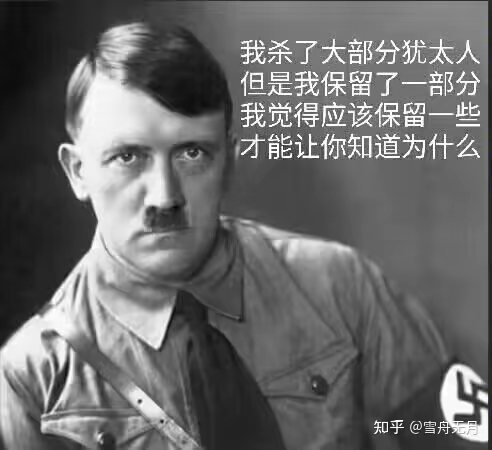 我杀了大部分犹太人
但是我保留了一部分
我觉得应该保留一些
才能让你知道为什么
知乎 @雪舟无月